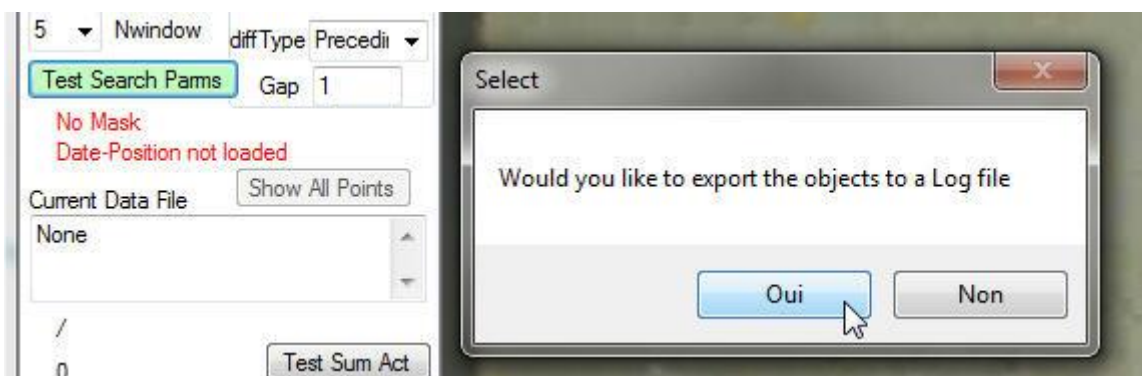 5 Nwindow
diffType Precedii
Test Search Parms
Gap 1
No Mask
Date-Position not loaded
Current Data File
Show All Points
None
/
0
Test Sum Act
Select
Would you like to export the objects to a Log file
Oui
Non